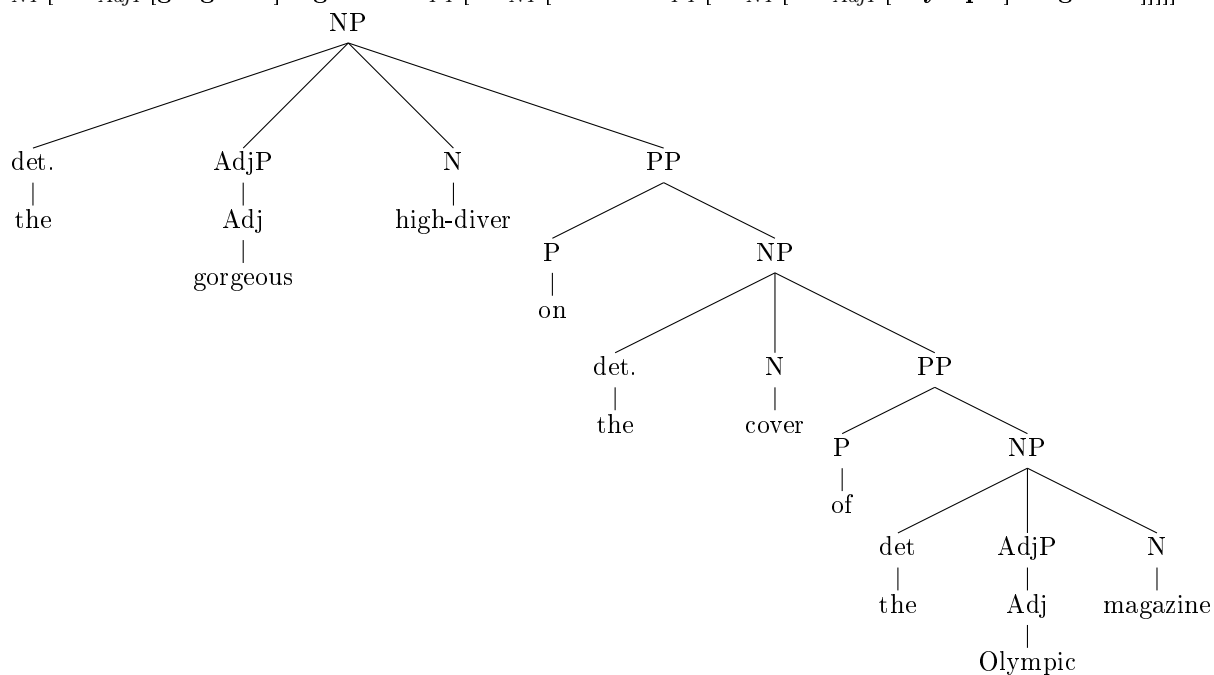 NP
det. AdjP N PP
the Adj high-diver
P NP
gorgeous
on
det. N PP
the cover
P NP
of
det AdjP N
the Adj magazine
Olympic